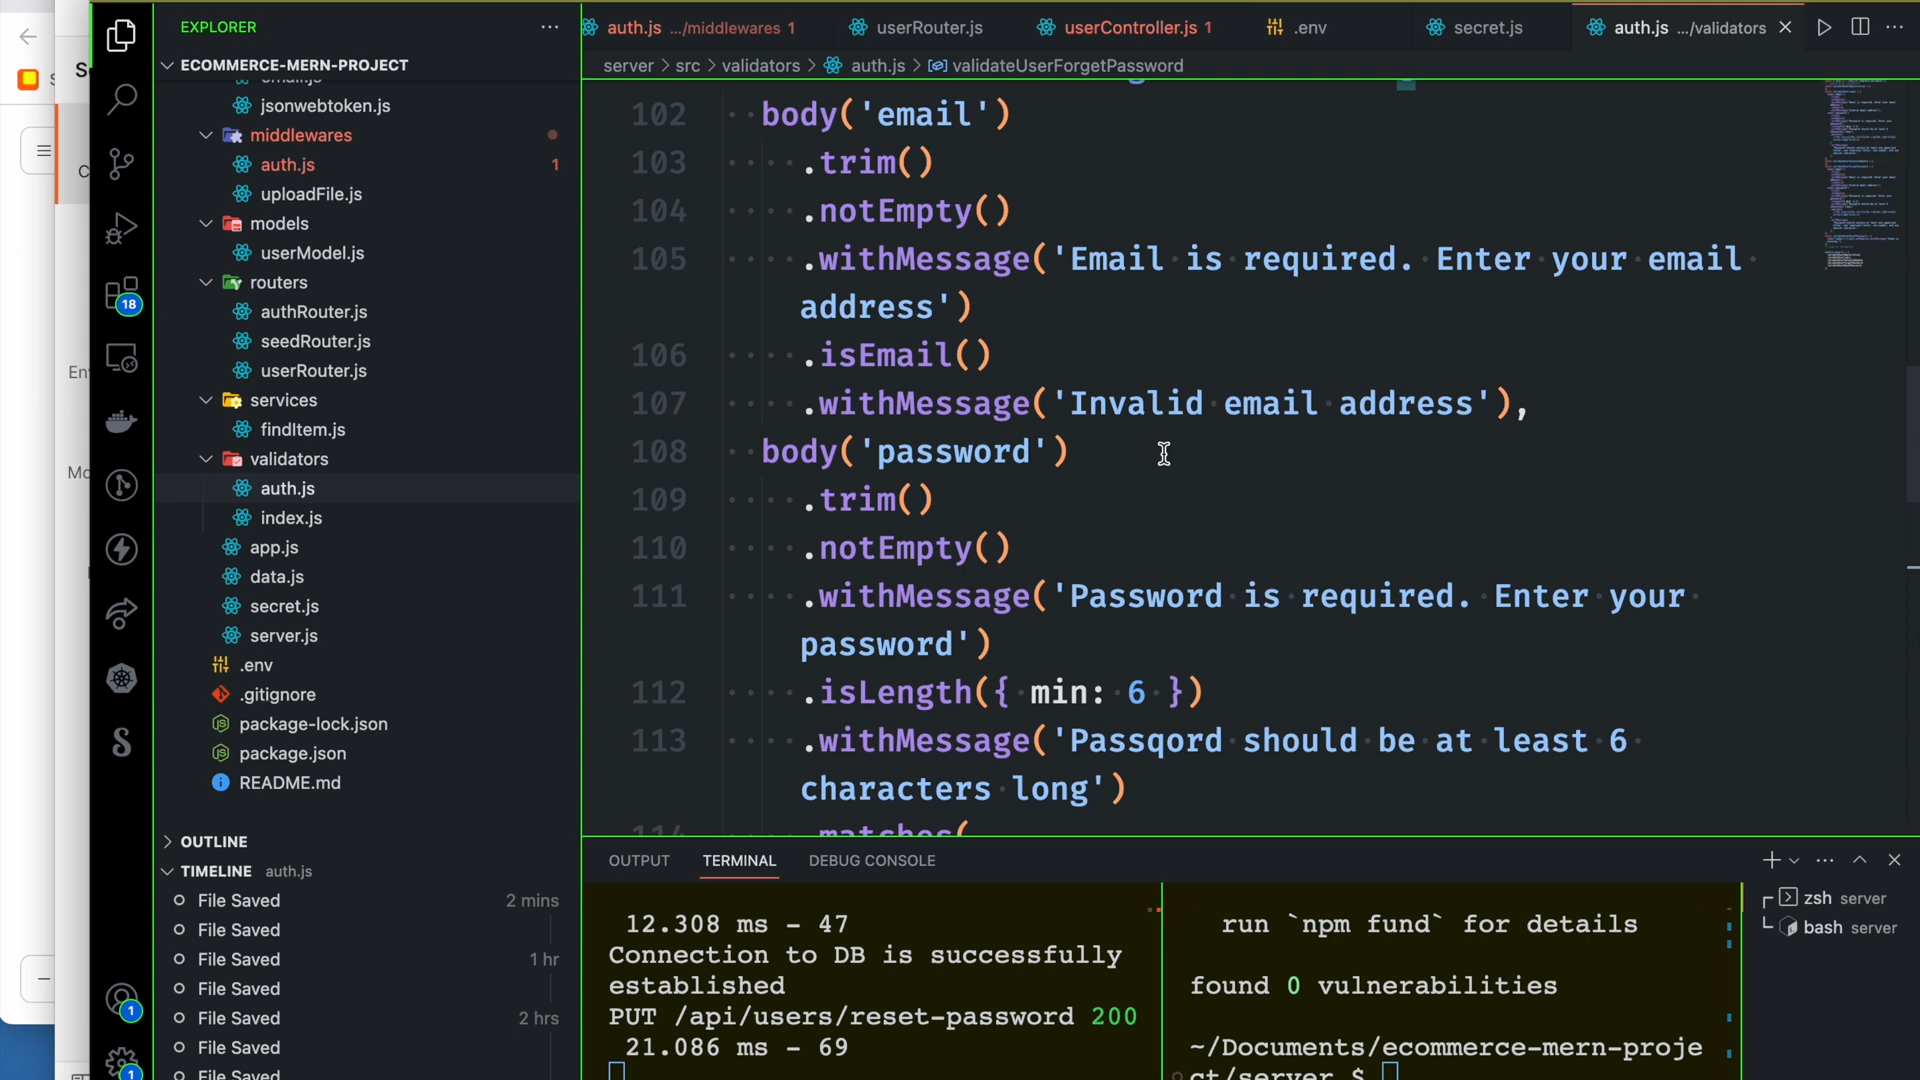 EXPLORER
ECOMMERCE-MERN-PROJECT
jsonwebtoken.js
middlewares
auth.js 1
uploadFile.js
models
userModel.js
routers
authRouter.js
seedRouter.js
userRouter.js
services
findItem.js
validators
auth.js
index.js
app.js
data.js
secret.js
server.js
.env
.gitignore
package-lock.json
package.json
README.md
OUTLINE
TIMELINE auth.js
File Saved 2 mins
File Saved
File Saved 1 hr
File Saved
File Saved 2 hrs
File Saved
File Saved
18
1
1
auth.js .../middlewares 1
userRouter.js
userController.js 1
.env
secret.js
auth.js .../validators
server > src > validators > auth.js > validateUserForgetPassword
102 body('email')
103 .trim()
104 .notEmpty()
105 .withMessage('Email is required. Enter your email
address')
106 .isEmail()
107 .withMessage('Invalid email address'),
108 body('password')
109 .trim()
110 .notEmpty()
111 .withMessage('Password is required. Enter your
password')
112 .isLength({ min: 6 })
113 .withMessage('Passqord should be at least 6
characters long')
114 .matches(
OUTPUT
TERMINAL
DEBUG CONSOLE
12.308 ms - 47
Connection to DB is successfully
established
PUT /api/users/reset-password 200
21.086 ms - 69
run `npm fund` for details
found 0 vulnerabilities
~/Documents/ecommerce-mern-proje
ct/server $
zsh server
bash server